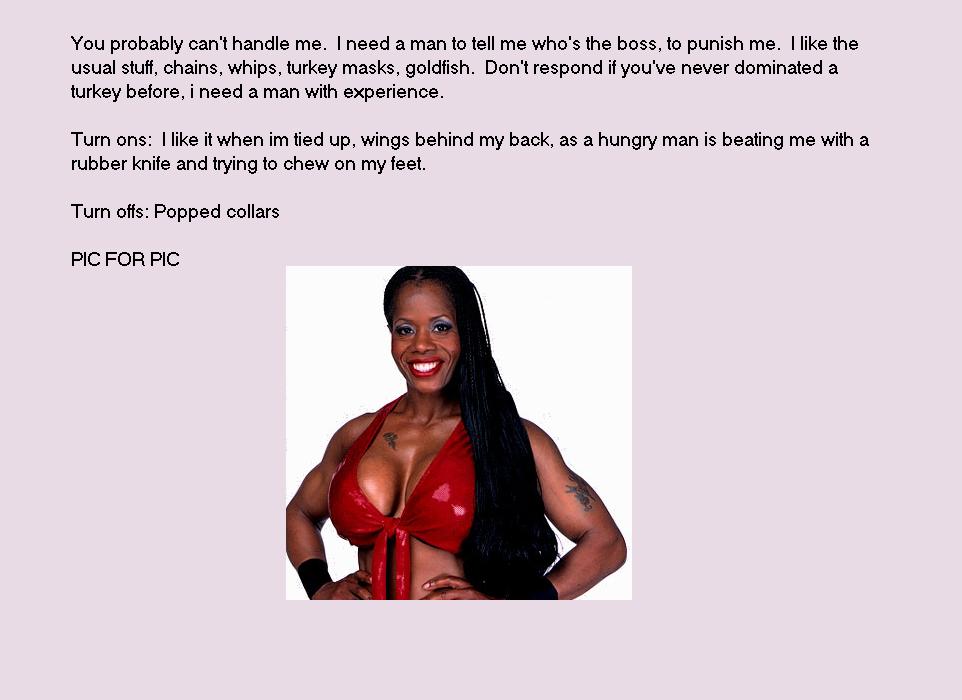 You probably can't handle me.  I need a man to tell me who's the boss, to punish me.  I like the
usual stuff, chains, whips, turkey masks, goldfish.  Don't respond if you've never dominated a
turkey before, i need a man with experience.
Turn ons:  I like it when im tied up, wings behind my back, as a hungry man is beating me with a
rubber knife and trying to chew on my feet.
Turn offs: Popped collars
PIC FOR PIC